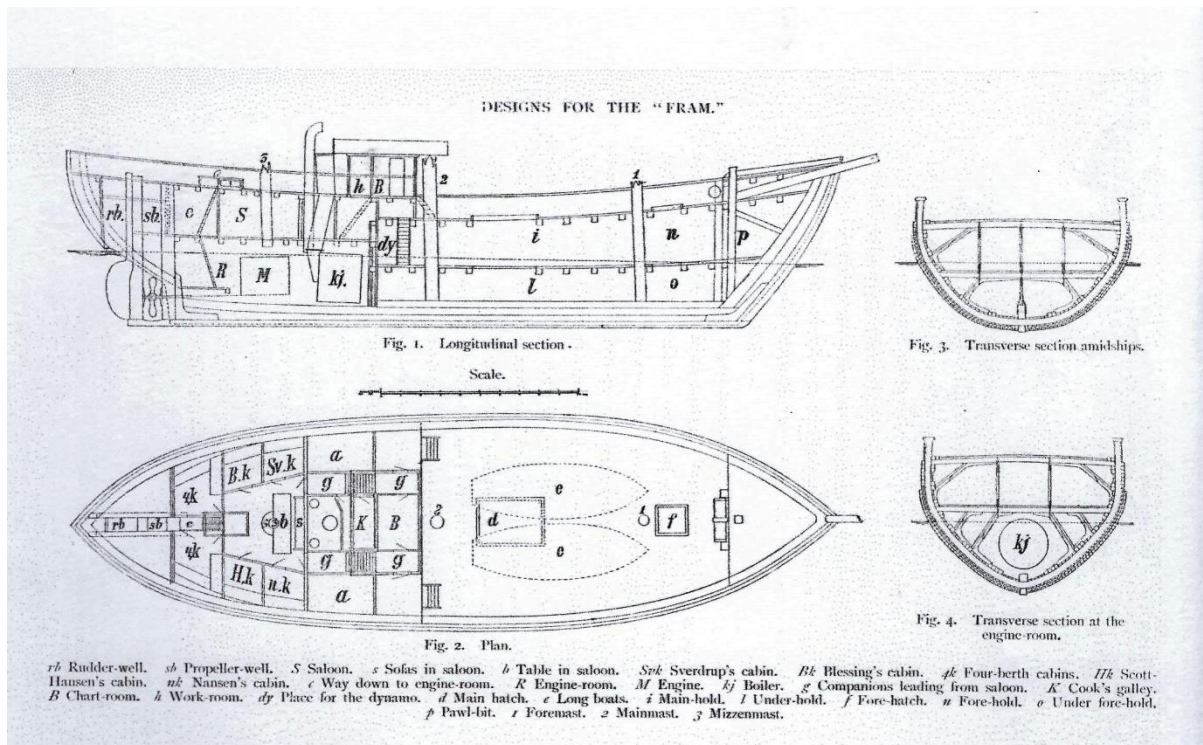 DESIGNS FOR THE “FRAM.”
3
h B
2
1
rb. sb. c S
dy
i
n
p
R M kj.
l
o
Fig. 1. Longitudinal section.
Fig. 3. Transverse section amidships.
Scale.
B.k Sv.k a
g g
e
4k
rb sb c
b s K B 2 d 1 f
4k
g g
e
H.k n.k a
kj
Fig. 2. Plan.
Fig. 4. Transverse section at the
engine-room.
rb Rudder-well. sb Propeller-well. S Saloon. s Sofas in saloon. b Table in saloon. Svk Sverdrup's cabin. Bk Blessing's cabin. 4k Four-berth cabins. Hk Scott-
Hansen's cabin. nk Nansen's cabin. c Way down to engine-room. R Engine-room. M Engine. kj Boiler. g Companions leading from saloon. K Cook's galley.
B Chart-room. h Work-room. dy Place for the dynamo. d Main hatch. e Long boats. i Main-hold. l Under-hold. f Fore-hatch. n Fore-hold. o Under fore-hold.
p Pawl-bit. 1 Foremast. 2 Mainmast. 3 Mizzenmast.